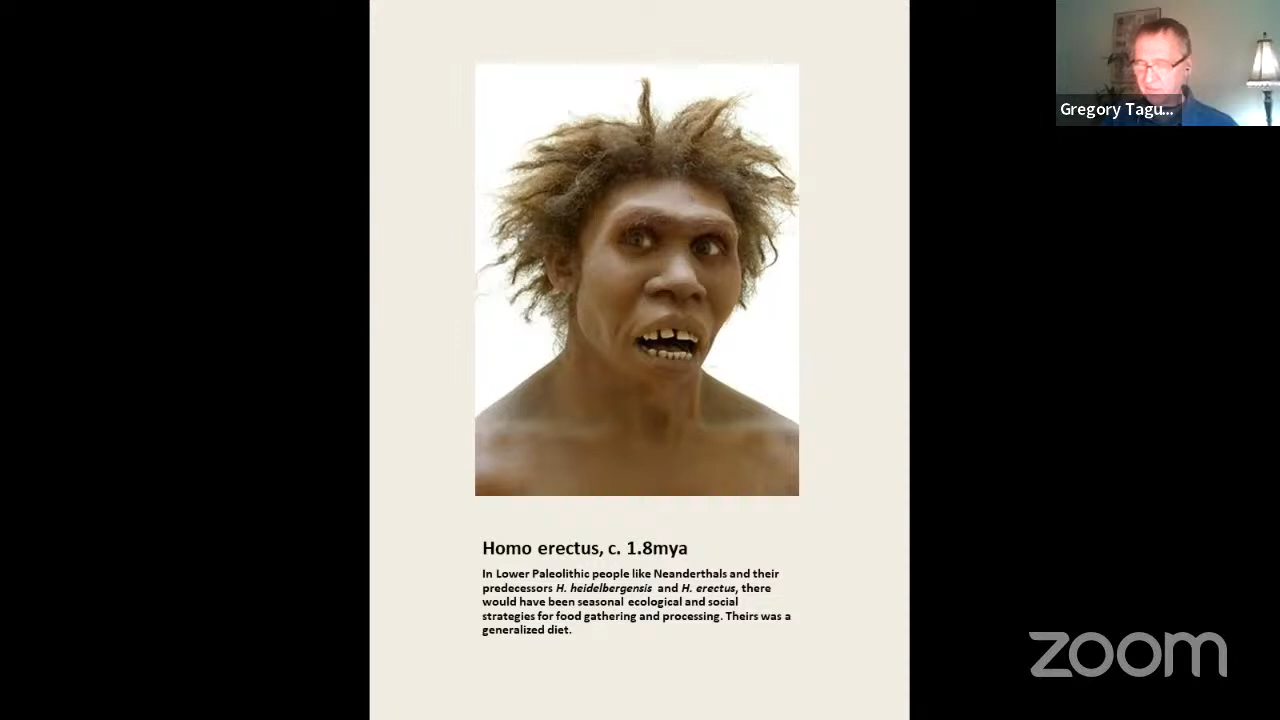 Gregory Tagu...
Homo erectus, c. 1.8mya
In Lower Paleolithic people like Neanderthals and their
predecessors H. heidelbergensis and H. erectus, there
would have been seasonal ecological and social
strategies for food gathering and processing. Theirs was a
generalized diet.
zoom